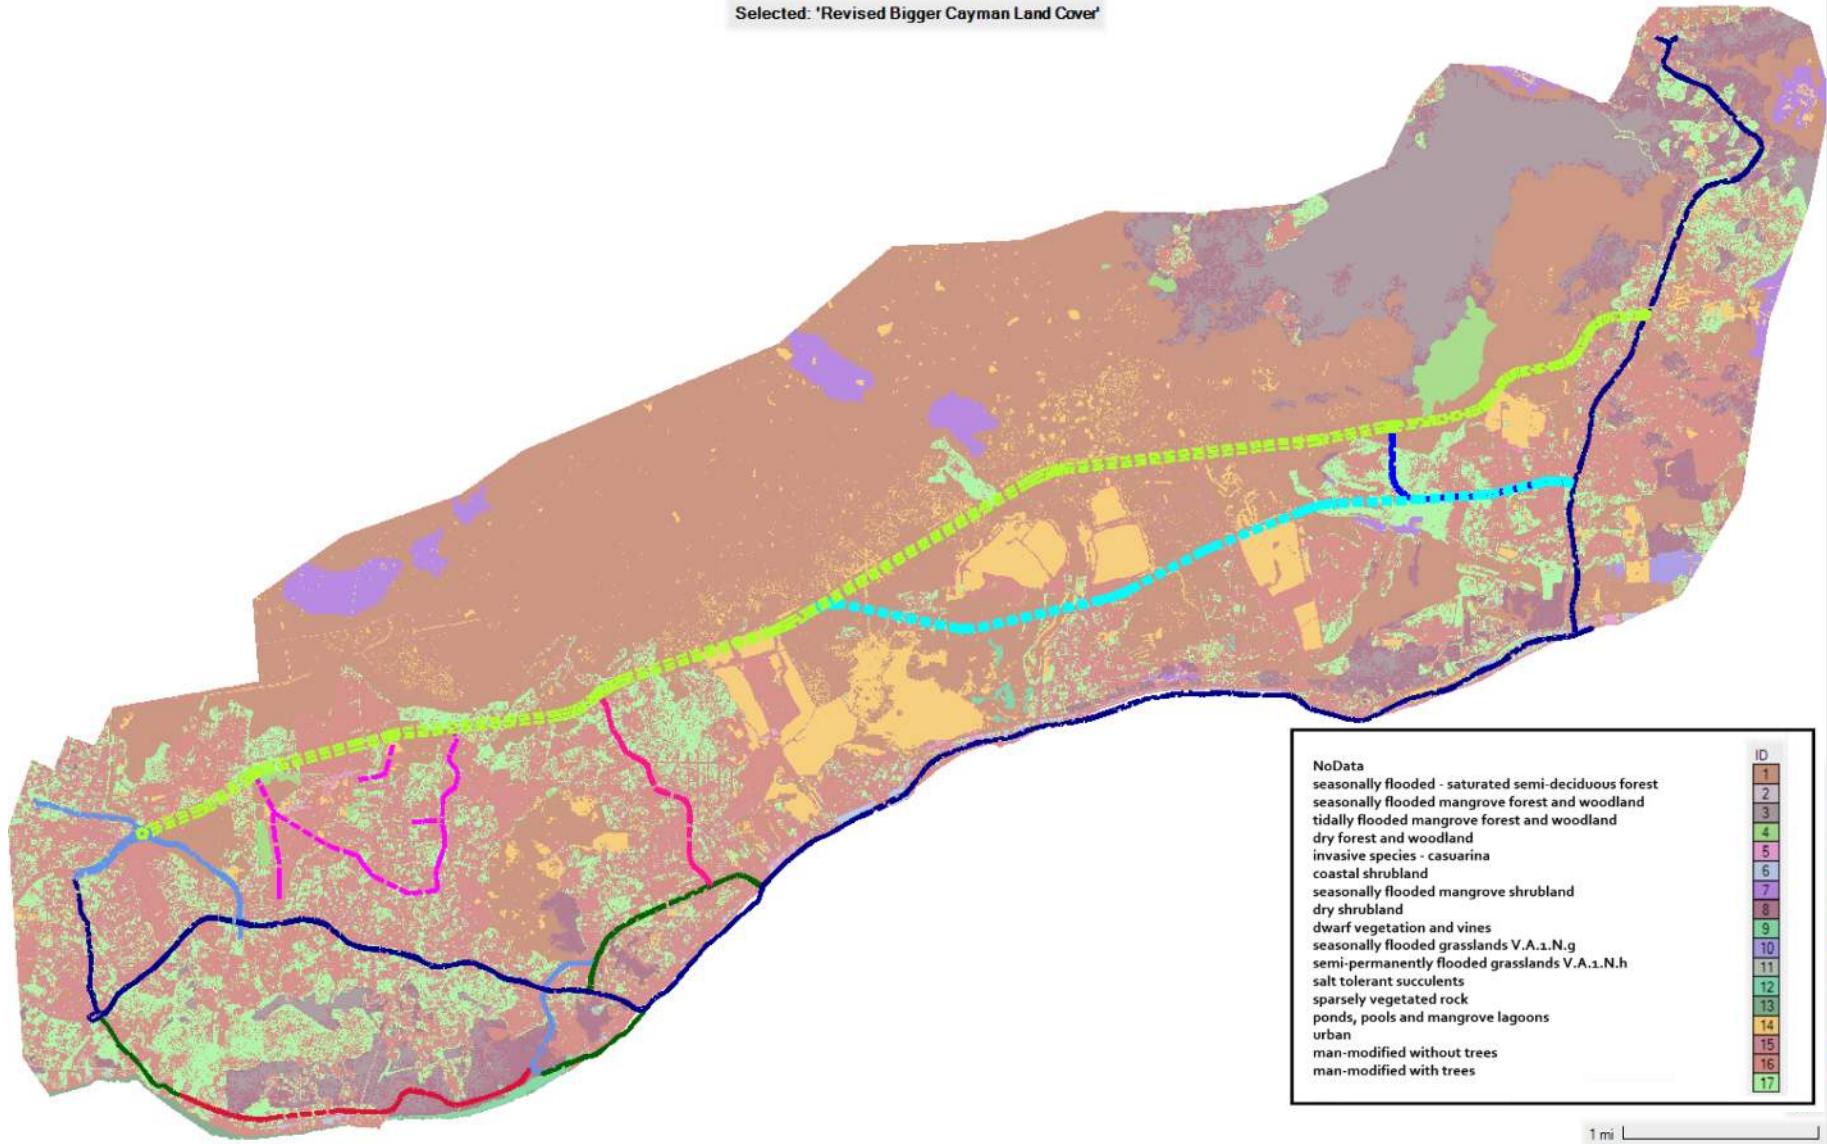 Selected: 'Revised Bigger Cayman Land Cover'
NoData
seasonally flooded - saturated semi-deciduous forest
seasonally flooded mangrove forest and woodland
tidally flooded mangrove forest and woodland
dry forest and woodland
invasive species - casuarina
coastal shrubland
seasonally flooded mangrove shrubland
dry shrubland
dwarf vegetation and vines
seasonally flooded grasslands V.A.1.N.g
semi-permanently flooded grasslands V.A.1.N.h
salt tolerant succulents
sparsely vegetated rock
ponds, pools and mangrove lagoons
urban
man-modified without trees
man-modified with trees
ID
1
2
3
4
5
6
7
8
9
10
11
12
13
14
15
16
17
1 mi